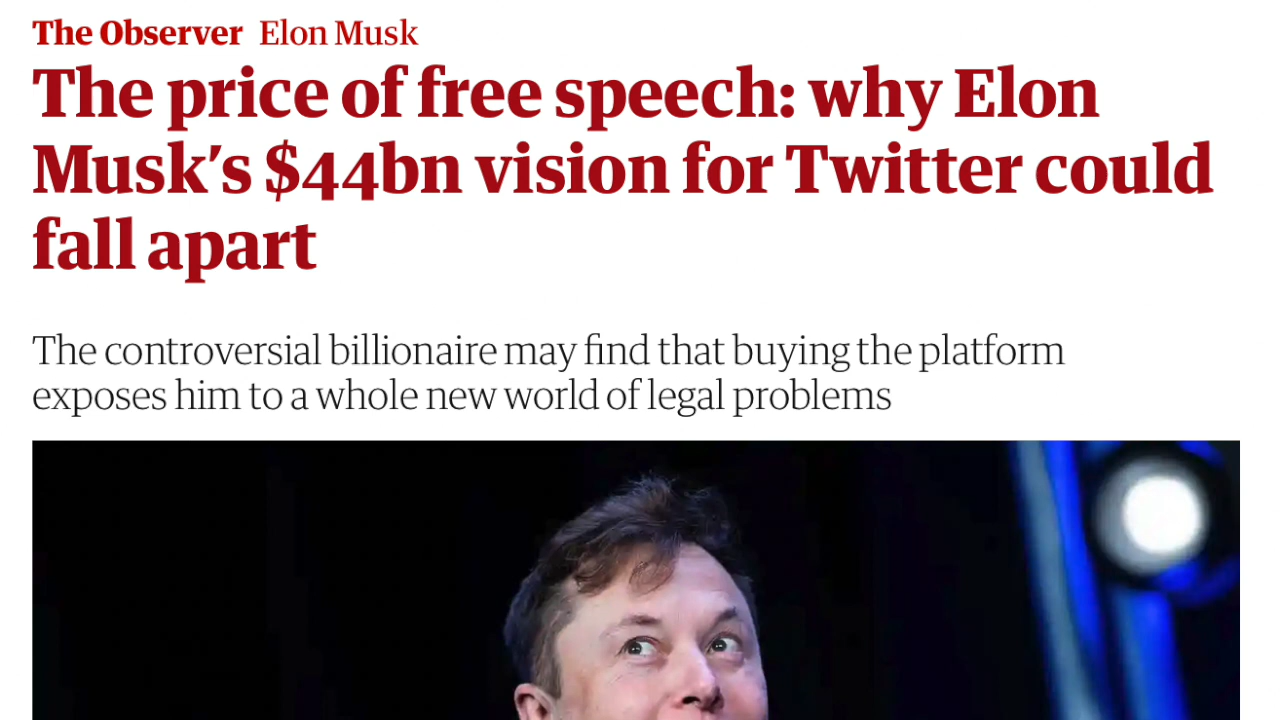 The Observer Elon Musk
The price of free speech: why Elon
Musk’s $44bn vision for Twitter could
fall apart
The controversial billionaire may find that buying the platform
exposes him to a whole new world of legal problems